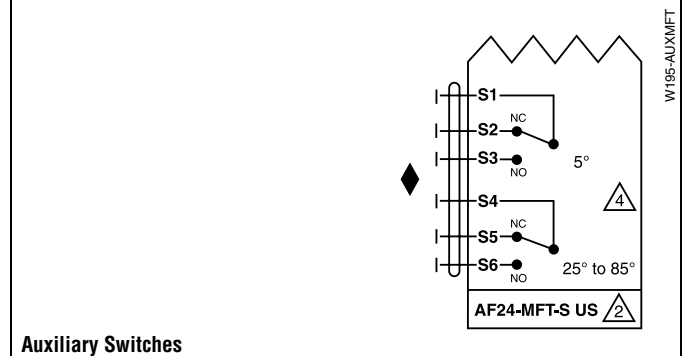 W195-AUXMFT
S1
NC
S2
S3
NO
5°
S4
4
NC
S5
S6
NO
25° to 85°
AF24-MFT-S US 2
Auxiliary Switches